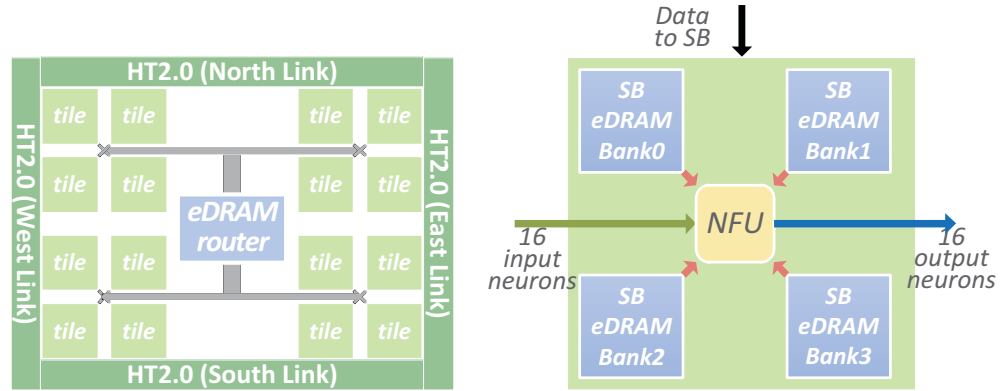 HT2.0 (North Link)
HT2.0 (West Link)
tile tile tile tile
tile tile tile tile
eDRAM
router
tile tile tile tile
tile tile tile tile
HT2.0 (East Link)
HT2.0 (South Link)
Data
to SB
SB
eDRAM
Bank0
SB
eDRAM
Bank1
NFU
16
input
neurons
16
output
neurons
SB
eDRAM
Bank2
SB
eDRAM
Bank3